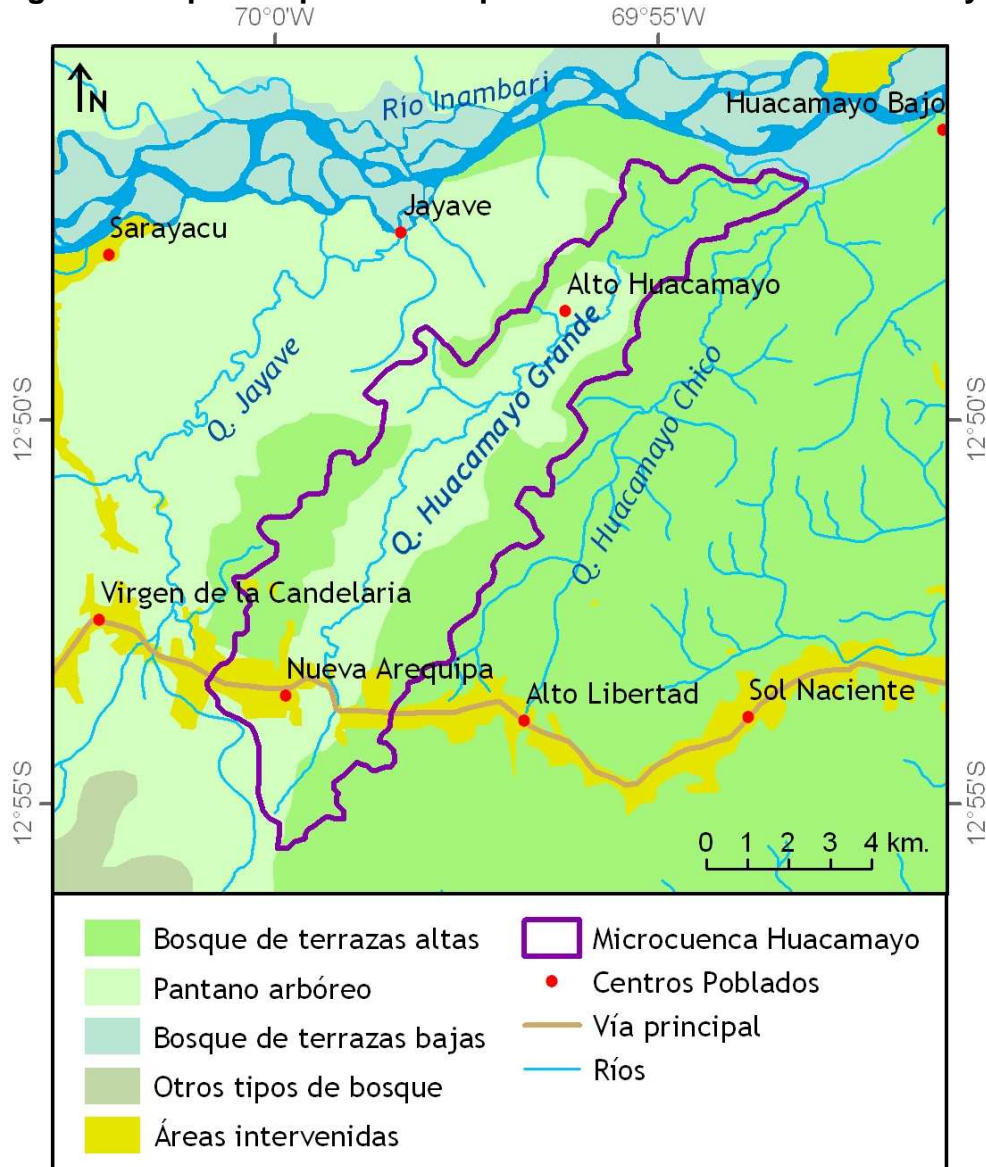 70°0'W
69°55'W
N
Río Inambari
Huacamayo Bajo
Jayave
Sarayacu
Alto Huacamayo
Q. Jayave
Q. Huacamayo Grande
Q. Huacamayo Chico
12°50'S
12°50'S
Virgen de la Candelaria
Nueva Arequipa
Alto Libertad
Sol Naciente
12°55'S
12°55'S
0 1 2 3 4 km.
Bosque de terrazas altas
Pantano arbóreo
Bosque de terrazas bajas
Otros tipos de bosque
Áreas intervenidas
Microcuenca Huacamayo
Centros Poblados
Vía principal
Ríos